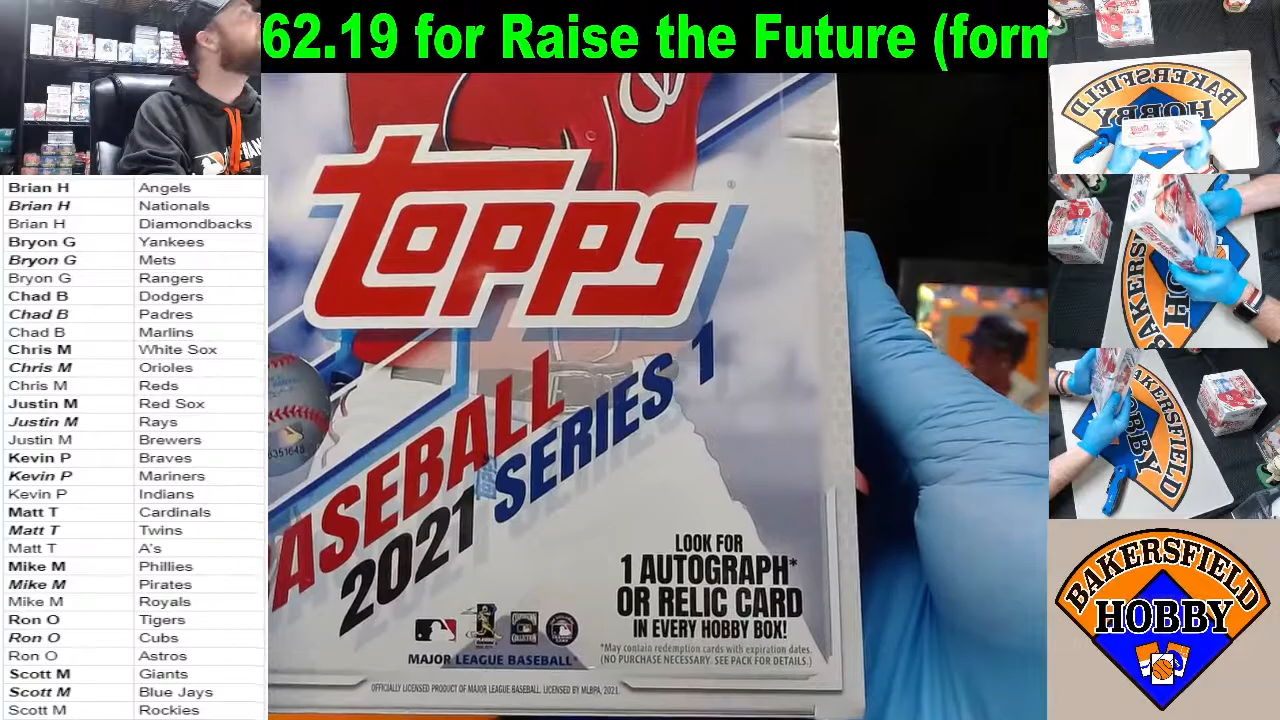 62.19 for Raise the Future (form
Brian H Angels
Brian H Nationals
Brian H Diamondbacks
Bryon G Yankees
Bryon G Mets
Bryon G Rangers
Chad B Dodgers
Chad B Padres
Chad B Marlins
Chris M White Sox
Chris M Orioles
Chris M Reds
Justin M Red Sox
Justin M Rays
Justin M Brewers
Kevin P Braves
Kevin P Mariners
Kevin P Indians
Matt T Cardinals
Matt T Twins
Matt T A's
Mike M Phillies
Mike M Pirates
Mike M Royals
Ron O Tigers
Ron O Cubs
Ron O Astros
Scott M Giants
Scott M Blue Jays
Scott M Rockies
TOPPS
BASEBALL
2021 SERIES 1
LOOK FOR
1 AUTOGRAPH*
OR RELIC CARD
IN EVERY HOBBY BOX!
*May contain redemption cards with expiration dates.
(NO PURCHASE NECESSARY. SEE PACK FOR DETAILS.)
MAJOR LEAGUE BASEBALL
OFFICIALLY LICENSED PRODUCT OF MAJOR LEAGUE BASEBALL. LICENSED BY MLBPA, 2021.
BAKERSFIELD
HOBBY
BAKERSFIELD
HOBBY
BAKERSFIELD
HOBBY
BAKERSFIELD
HOBBY